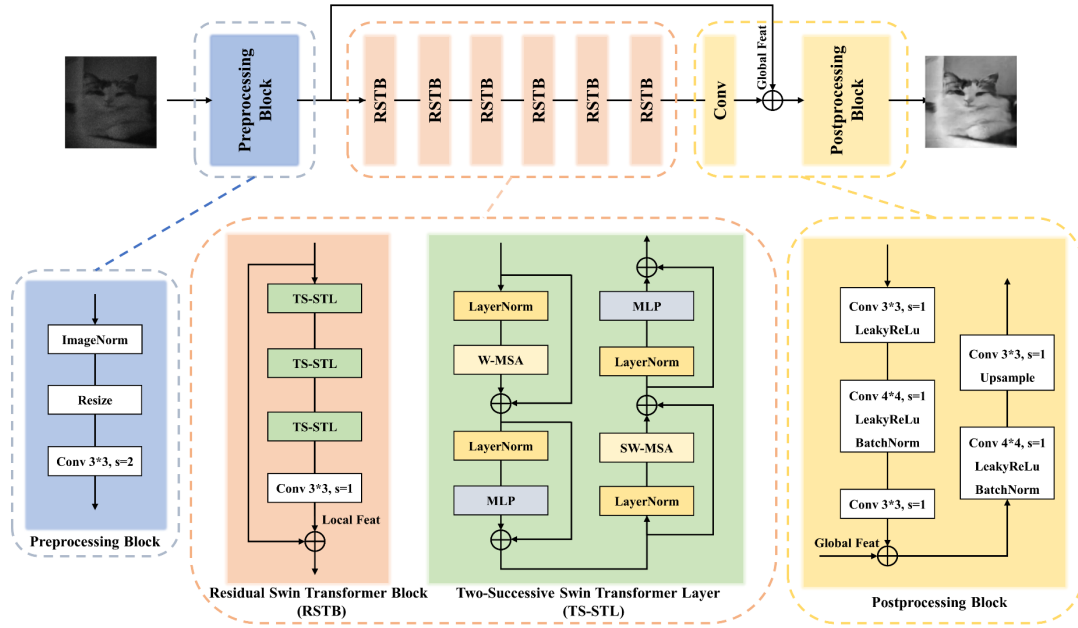 Preprocessing
Block
RSTB
RSTB
RSTB
RSTB
RSTB
RSTB
Conv
Global Feat
Postprocessing
Block
ImageNorm
Resize
Conv 3*3, s=2
Preprocessing Block
TS-STL
TS-STL
TS-STL
Conv 3*3, s=1
Local Feat
Residual Swin Transformer Block
(RSTB)
LayerNorm
W-MSA
LayerNorm
MLP
MLP
LayerNorm
SW-MSA
LayerNorm
Two-Successive Swin Transformer Layer
(TS-STL)
Conv 3*3, s=1
LeakyReLu
Conv 4*4, s=1
LeakyReLu
BatchNorm
Conv 3*3, s=1
Global Feat
Conv 3*3, s=1
Upsample
Conv 4*4, s=1
LeakyReLu
BatchNorm
Postprocessing Block